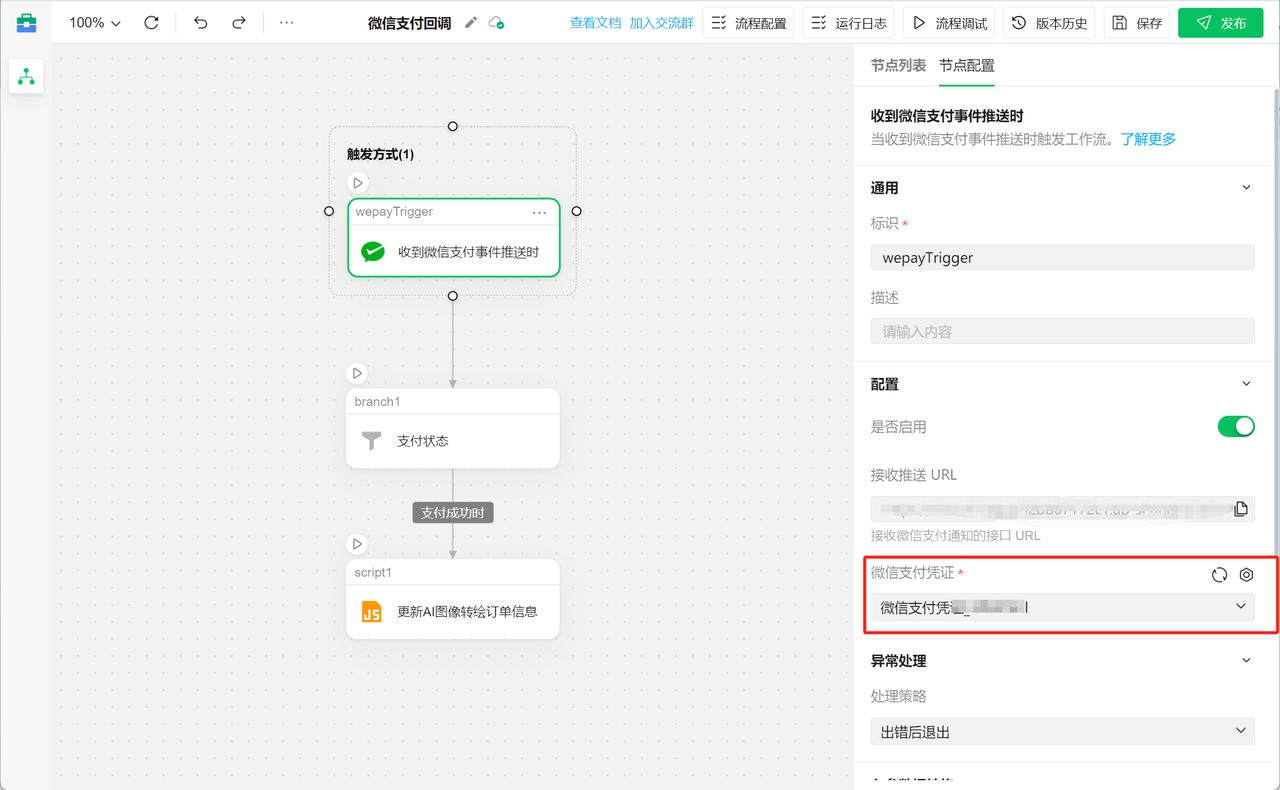 100%
微信支付回调
查看文档 加入交流群
流程配置
运行日志
流程调试
版本历史
保存
发布
触发方式(1)
wepayTrigger
收到微信支付事件推送时
branch1
支付状态
支付成功时
script1
JS
更新AI图像转绘订单信息
节点列表 节点配置
收到微信支付事件推送时
当收到微信支付事件推送时触发工作流。了解更多
通用
标识 *
wepayTrigger
描述
请输入内容
配置
是否启用
接收推送 URL
接收微信支付通知的接口 URL
微信支付凭证 *
微信支付凭证_
异常处理
处理策略
出错后退出